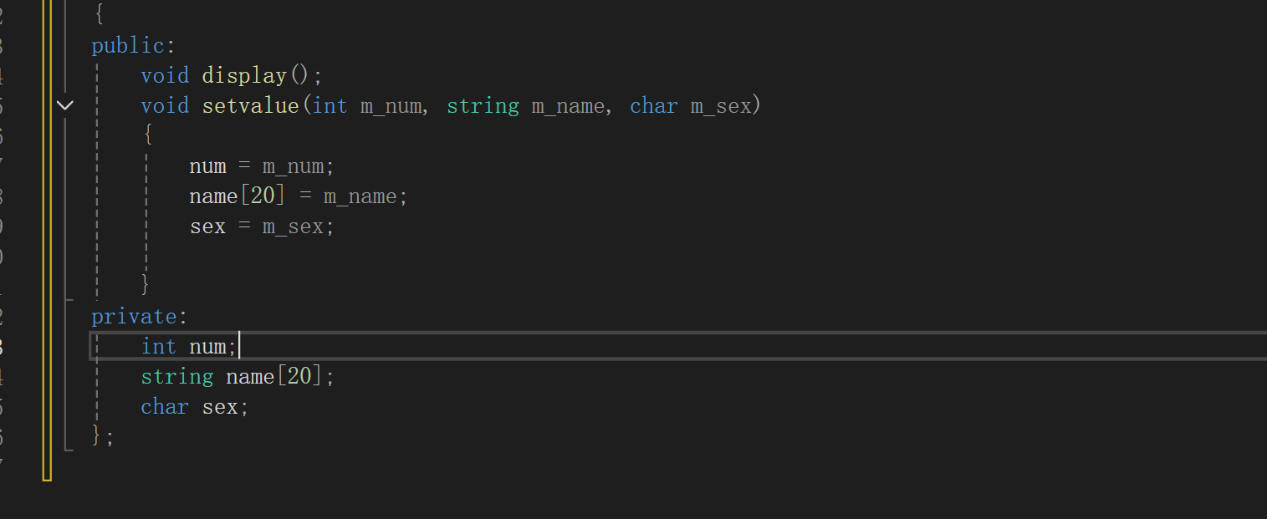 {
public:
void display();
void setvalue(int m_num, string m_name, char m_sex)
{
num = m_num;
name[20] = m_name;
sex = m_sex;
}
private:
int num;
string name[20];
char sex;
};